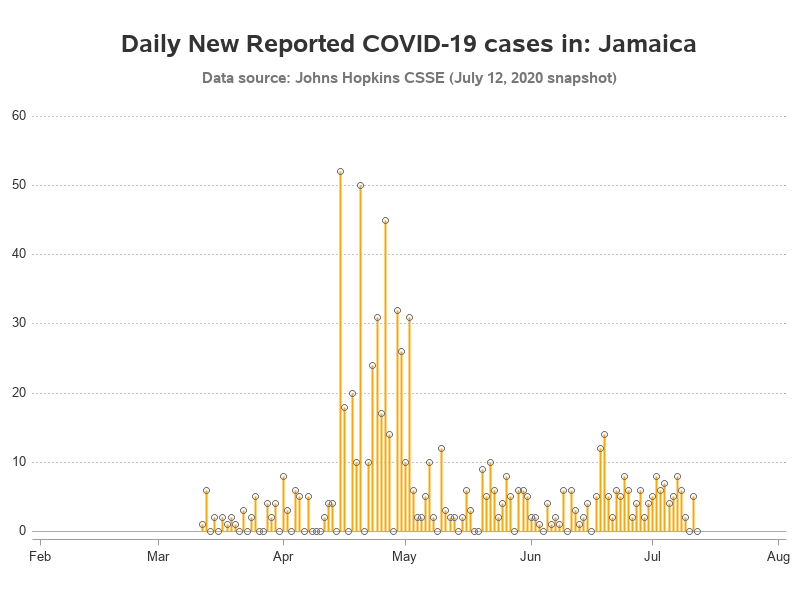 Daily New Reported COVID-19 cases in: Jamaica
Data source: Johns Hopkins CSSE (July 12, 2020 snapshot)
60
50
40
30
20
10
0
Feb Mar Apr May Jun Jul Aug